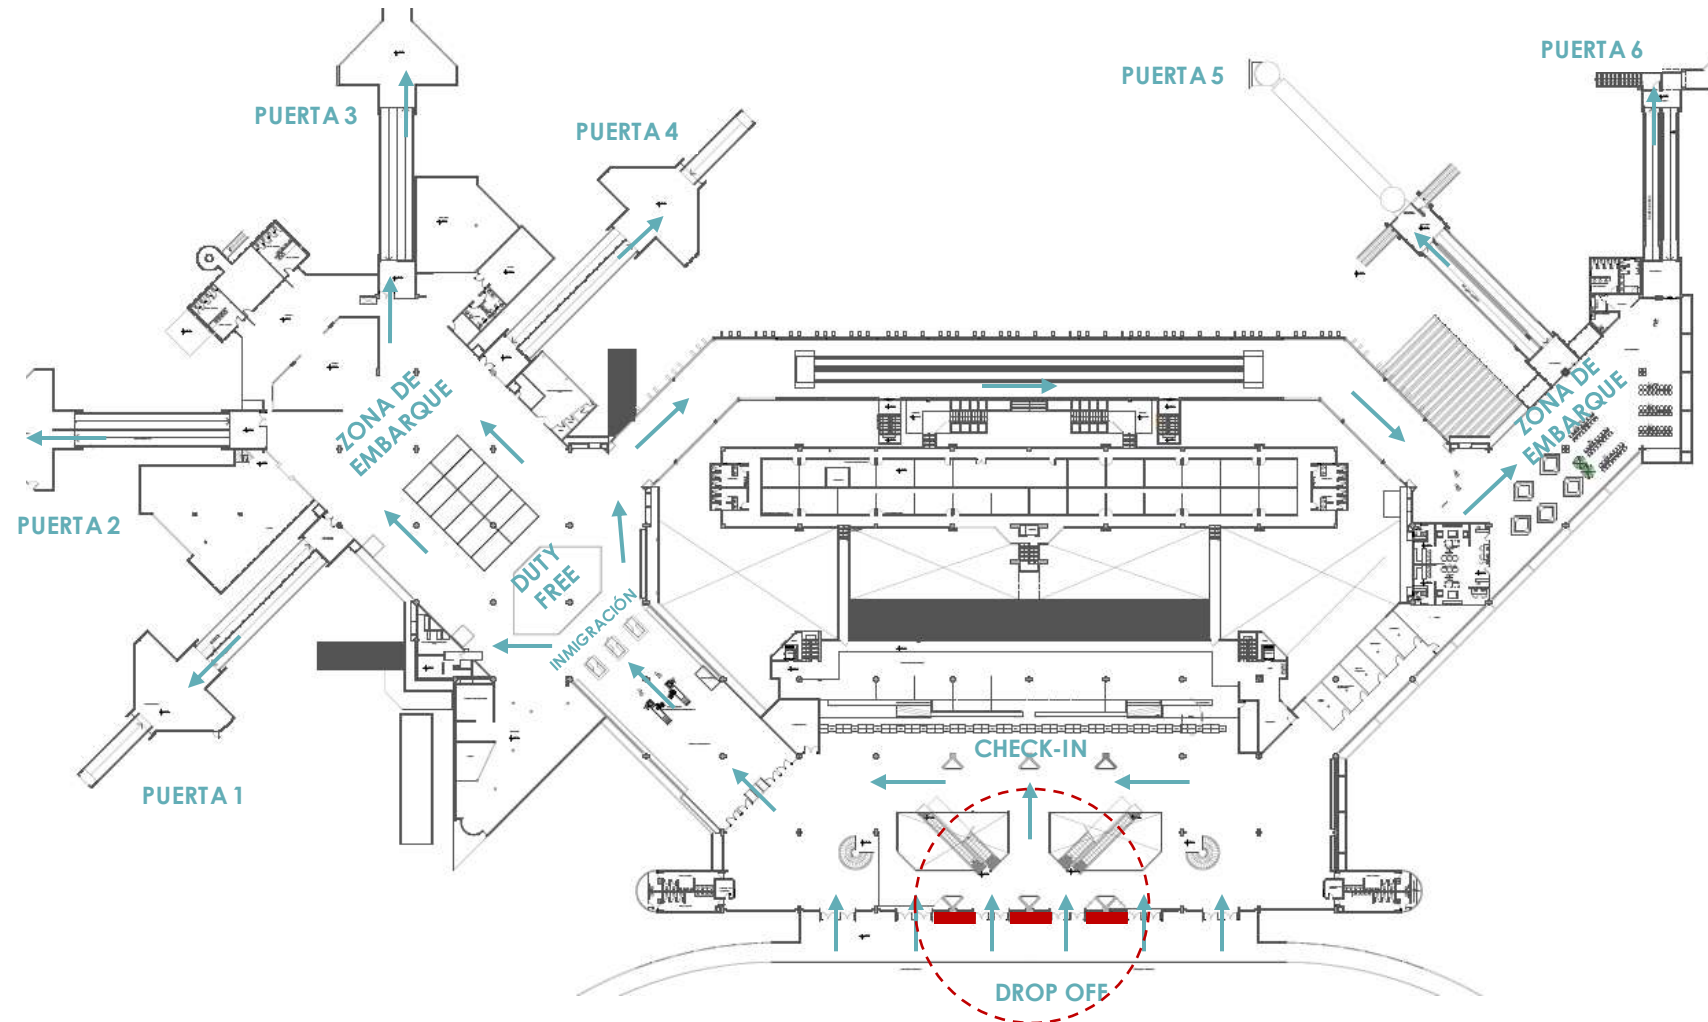 PUERTA 6
PUERTA 5
PUERTA 3
PUERTA 4
ZONA DE
EMBARQUE
ZONA DE
EMBARQUE
PUERTA 2
DUTY
FREE
INMIGRACIÓN
CHECK-IN
PUERTA 1
DROP OFF